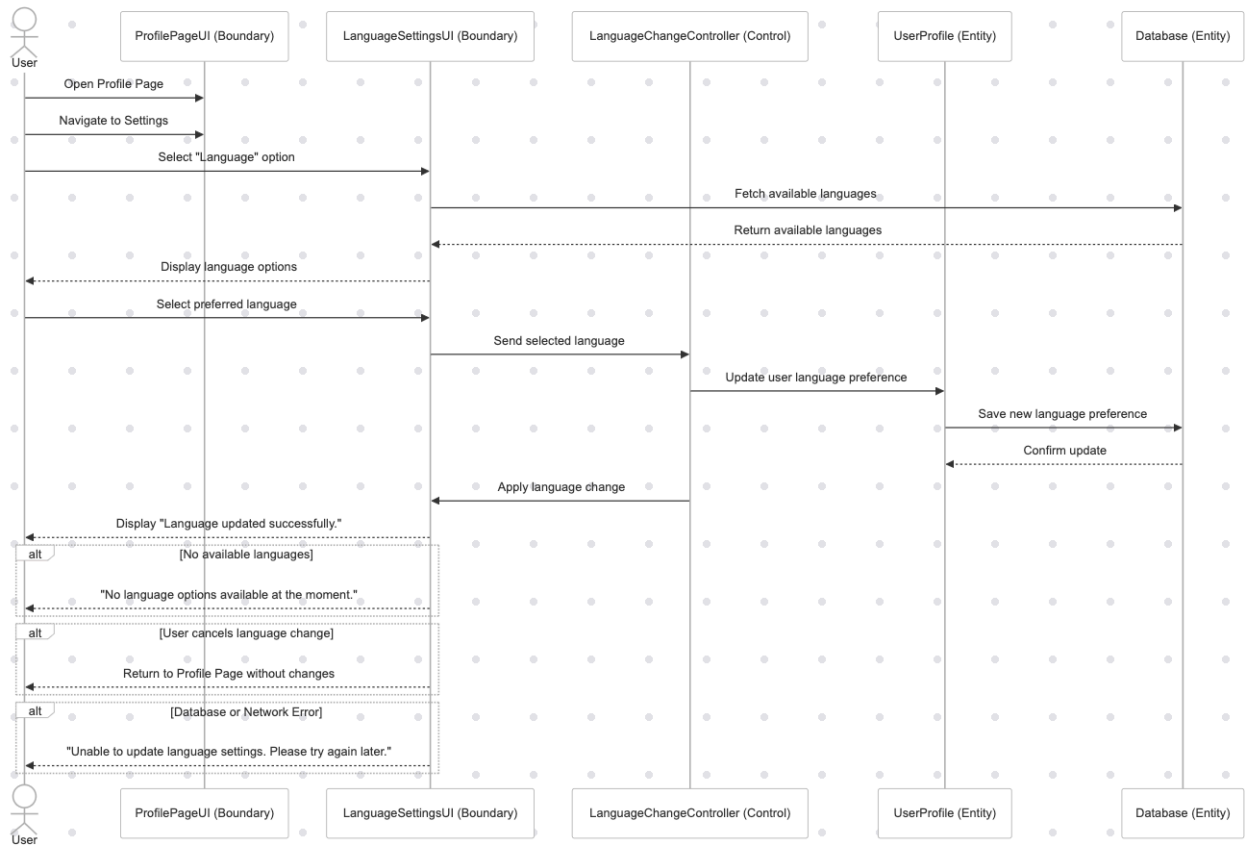 ProfilePageUI (Boundary)
LanguageSettingsUI (Boundary)
LanguageChangeController (Control)
UserProfile (Entity)
Database (Entity)
User
Open Profile Page
Navigate to Settings
Select "Language" option
Fetch available languages
Return available languages
Display language options
Select preferred language
Send selected language
Update user language preference
Save new language preference
Confirm update
Apply language change
Display "Language updated successfully."
alt
[No available languages]
"No language options available at the moment."
alt
[User cancels language change]
Return to Profile Page without changes
alt
[Database or Network Error]
"Unable to update language settings. Please try again later."
ProfilePageUI (Boundary)
LanguageSettingsUI (Boundary)
LanguageChangeController (Control)
UserProfile (Entity)
Database (Entity)
User